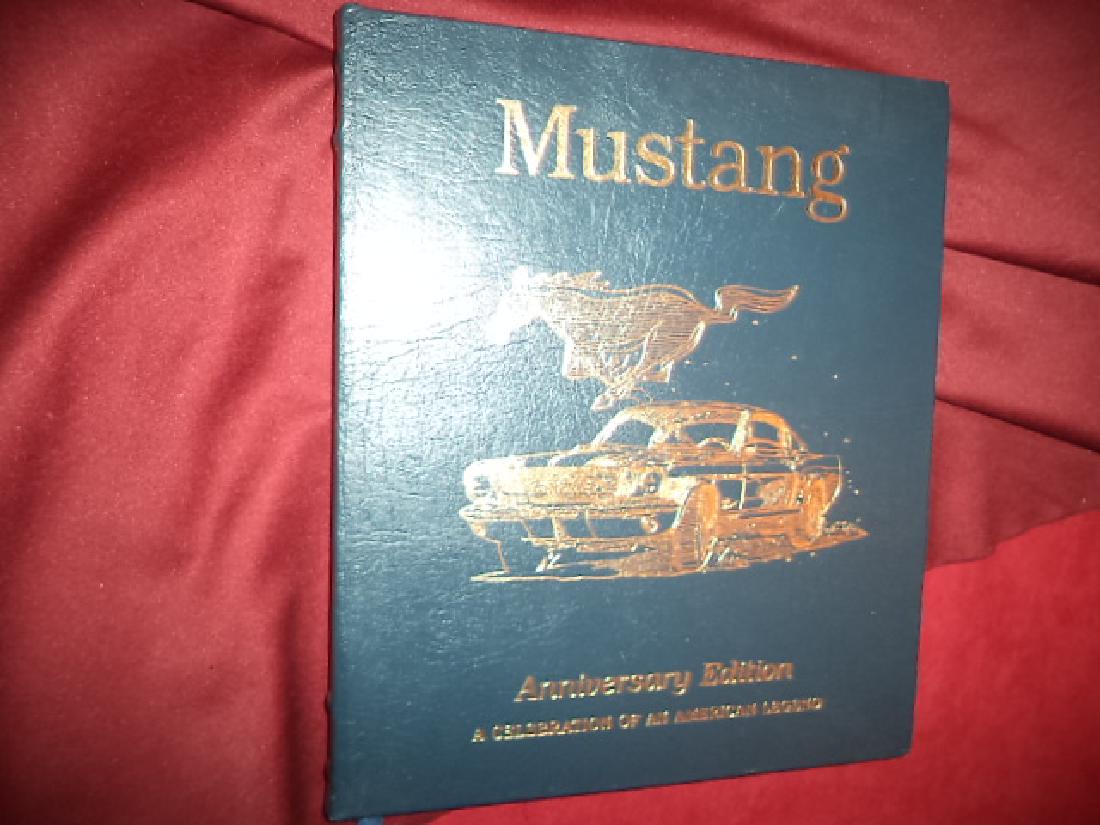 Mustang
Anniversary Edition
A CELEBRATION OF AN AMERICAN LEGEND